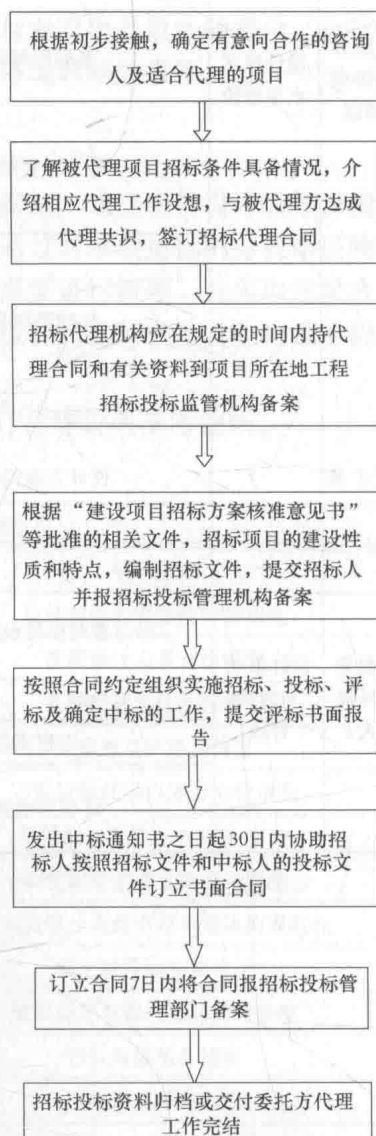 根据初步接触，确定有意向合作的咨询
人及适合代理的项目
了解被代理项目招标条件具备情况，介
绍相应代理工作设想，与被代理方达成
代理共识，签订招标代理合同
招标代理机构应在规定的时间内持代
理合同和有关资料到项目所在地工程
招标投标监管机构备案
根据“建设项目招标方案核准意见书”
等批准的相关文件，招标项目的建设性
质和特点，编制招标文件，提交招标人
并报招标投标管理机构备案
按照合同约定组织实施招标、投标、评
标及确定中标的工作，提交评标书面报
告
发出中标通知书之日起30日内协助招
标人按照招标文件和中标人的投标文
件订立书面合同
订立合同7日内将合同报招标投标管
理部门备案
招标投标资料归档或交付委托方代理
工作完结